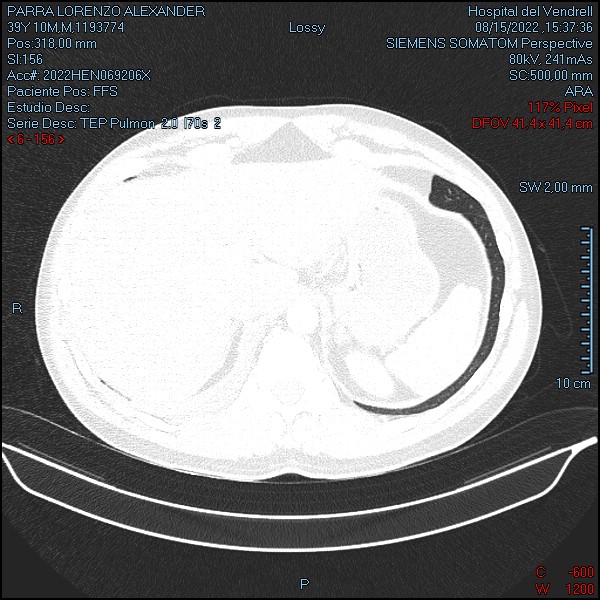 PARRA LORENZO ALEXANDER
39Y 10M,M,1193774
Pos:318,00 mm
SI:156
Acc#: 2022HEN069206X
Paciente Pos: FFS
Estudio Desc:
Serie Desc: TEP Pulmon 2.0 I70s 2
<6-156>
Lossy
Hospital del Vendrell
08/15/2022 ,15:37:36
SIEMENS SOMATOM Perspective
80kV, 241mAs
SC:500,00 mm
ARA
117% Pixel
DFOV 41,4 x 41,4 cm
SW 2,00 mm
R
10 cm
P
C -600
W 1200